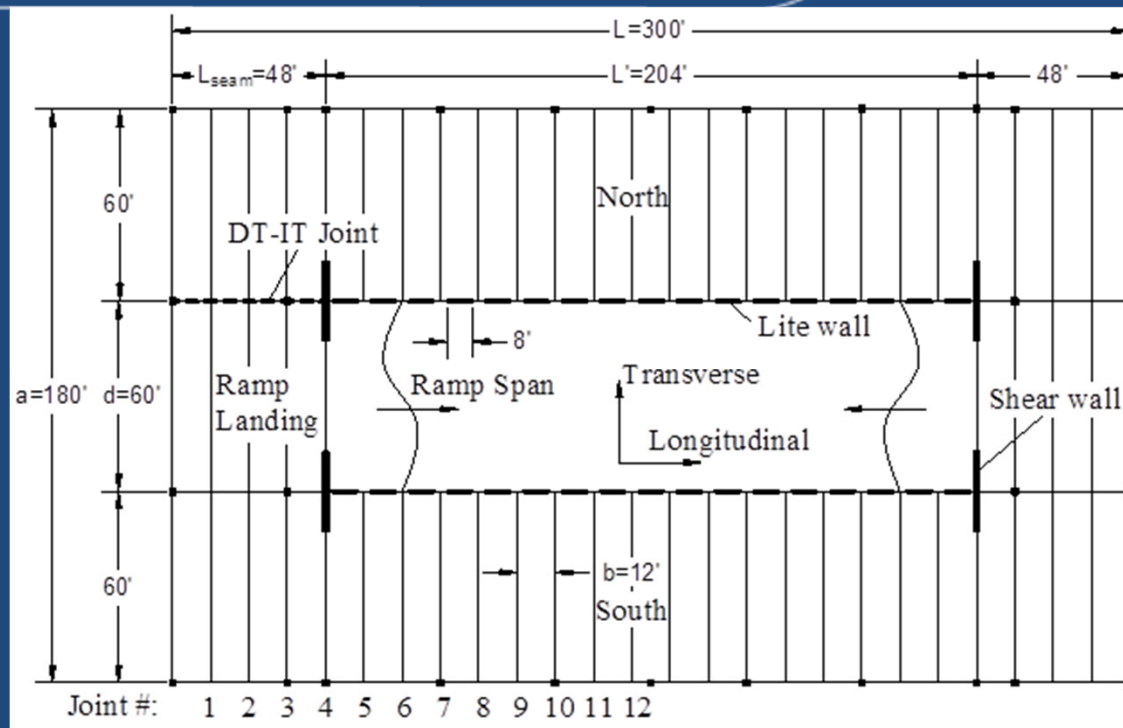 L=300'
Lseam=48'
L'=204'
48'
60'
North
DT-IT Joint
Lite wall
8'
a=180'
d=60'
Ramp
Landing
Ramp Span
Transverse
Longitudinal
Shear wall
60'
b=12'
South
Joint #: 1 2 3 4 5 6 7 8 9 10 11 12